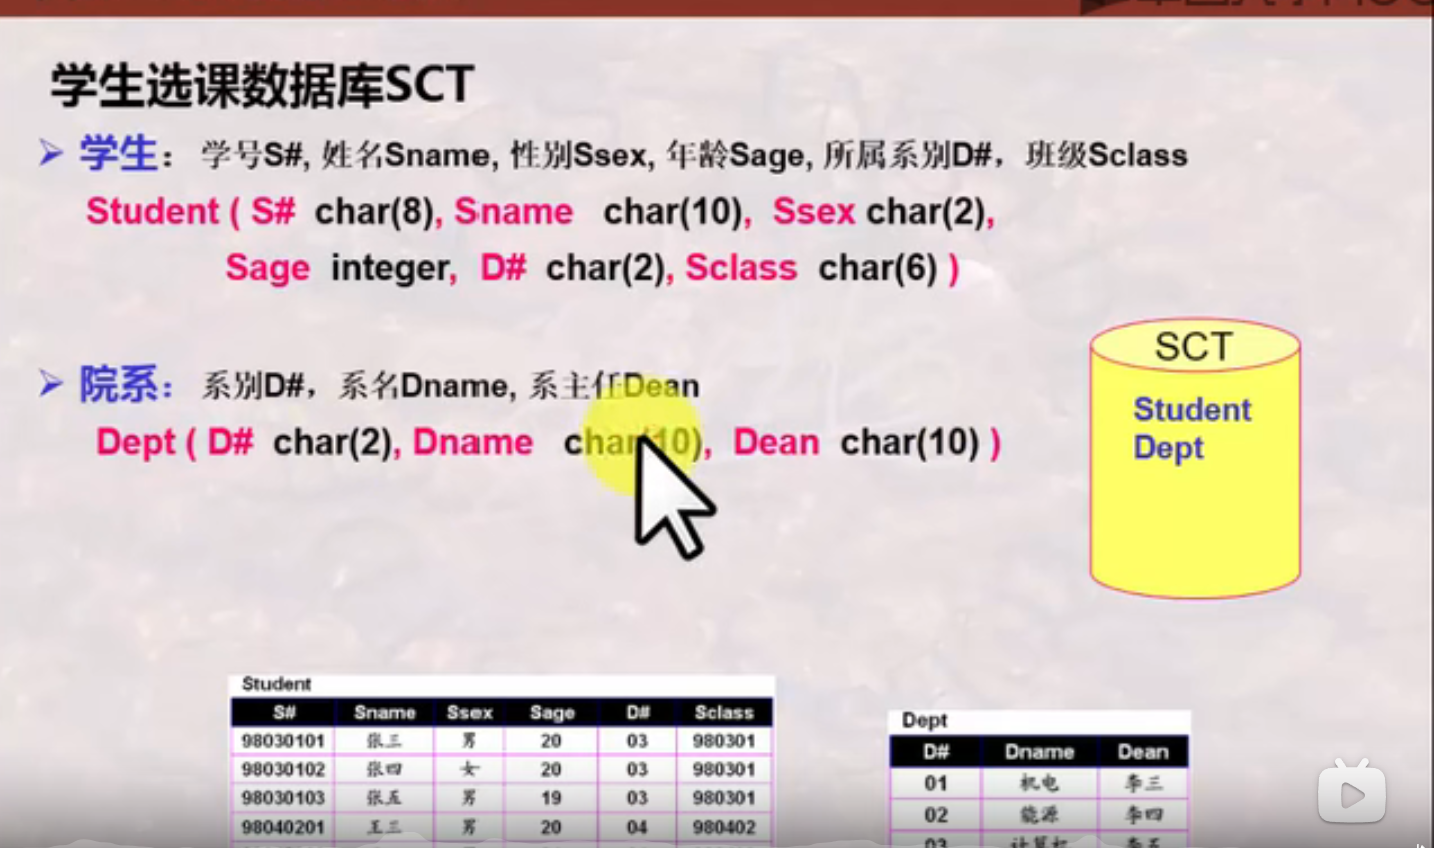 学生选课数据库SCT
➢ 学生： 学号S#, 姓名Sname, 性别Ssex, 年龄Sage, 所属系别D#，班级Sclass
Student ( S# char(8), Sname char(10), Ssex char(2),
Sage integer, D# char(2), Sclass char(6) )
➢ 院系： 系别D#，系名Dname, 系主任Dean
Dept ( D# char(2), Dname char(10), Dean char(10) )
SCT
Student
Dept
Student
S# Sname Ssex Sage D# Sclass
98030101 张三 男 20 03 980301
98030102 张四 女 20 03 980301
98030103 张五 男 19 03 980301
98040201 王三 男 20 04 980402
Dept
D# Dname Dean
01 机电 李三
02 能源 李四
03 计算机 李五